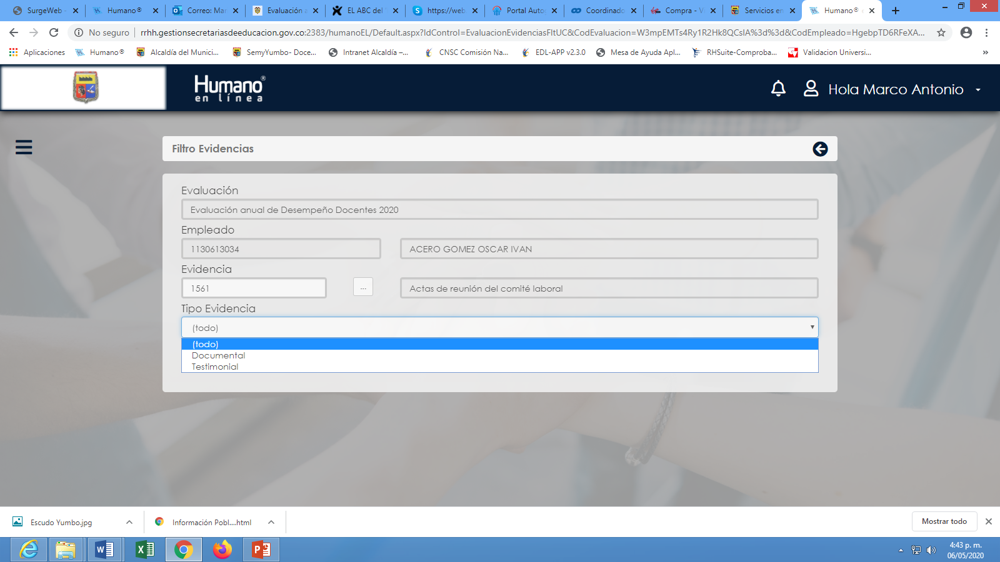 SurgeWeb -
Humano®
Correo: Mar
Evaluación a
EL ABC del
https://web
Portal Auto
Coordinado
Compra - V
Servicios en
Humano®
No seguro
rrhh.gestionsecretariasdeeducacion.gov.co:2383/humanoEL/Default.aspx?IdControl=EvaluacionEvidenciasFltUC&CodEvaluacion=W3mpEMTs4Ry1R2Hk8QCsIA%3d%3d&CodEmpleado=HgebpTD6RFeXA...
Aplicaciones
Humano®
Alcaldía del Munici...
SemyYumbo- Doce...
Intranet Alcaldía –...
CNSC Comisión Na...
EDL-APP v2.3.0
Mesa de Ayuda Apl...
RHSuite-Comproba...
Validacion Universi...
»
Humano®
en línea
Hola Marco Antonio
Filtro Evidencias
Evaluación
Evaluación anual de Desempeño Docentes 2020
Empleado
1130613034
ACERO GOMEZ OSCAR IVAN
Evidencia
1561
...
Actas de reunión del comité laboral
Tipo Evidencia
(todo)
(todo)
Documental
Testimonial
Escudo Yumbo.jpg
Información Pobl....html
Mostrar todo
4:43 p. m.
06/05/2020